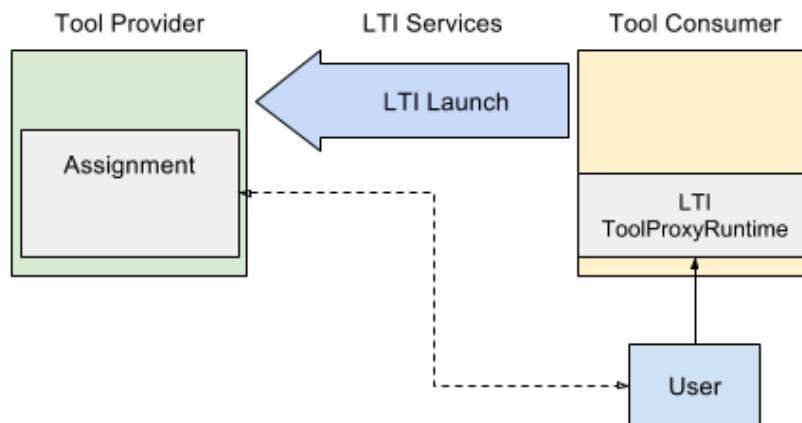 Tool Provider
LTI Services
Tool Consumer
LTI Launch
Assignment
LTI
ToolProxyRuntime
User